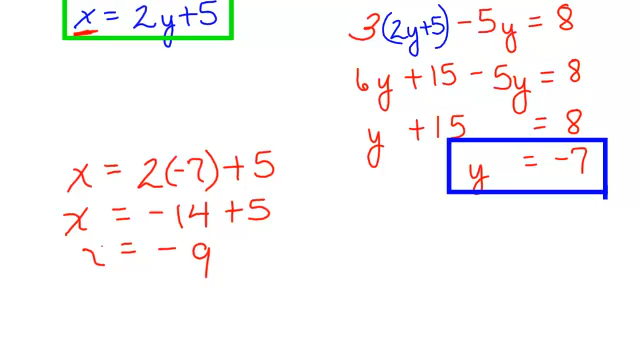 x = 2y+5
3(2y+5) - 5y = 8
6y + 15 - 5y = 8
y + 15 = 8
y = -7
x = 2(-7) + 5
x = -14 + 5
x = -9